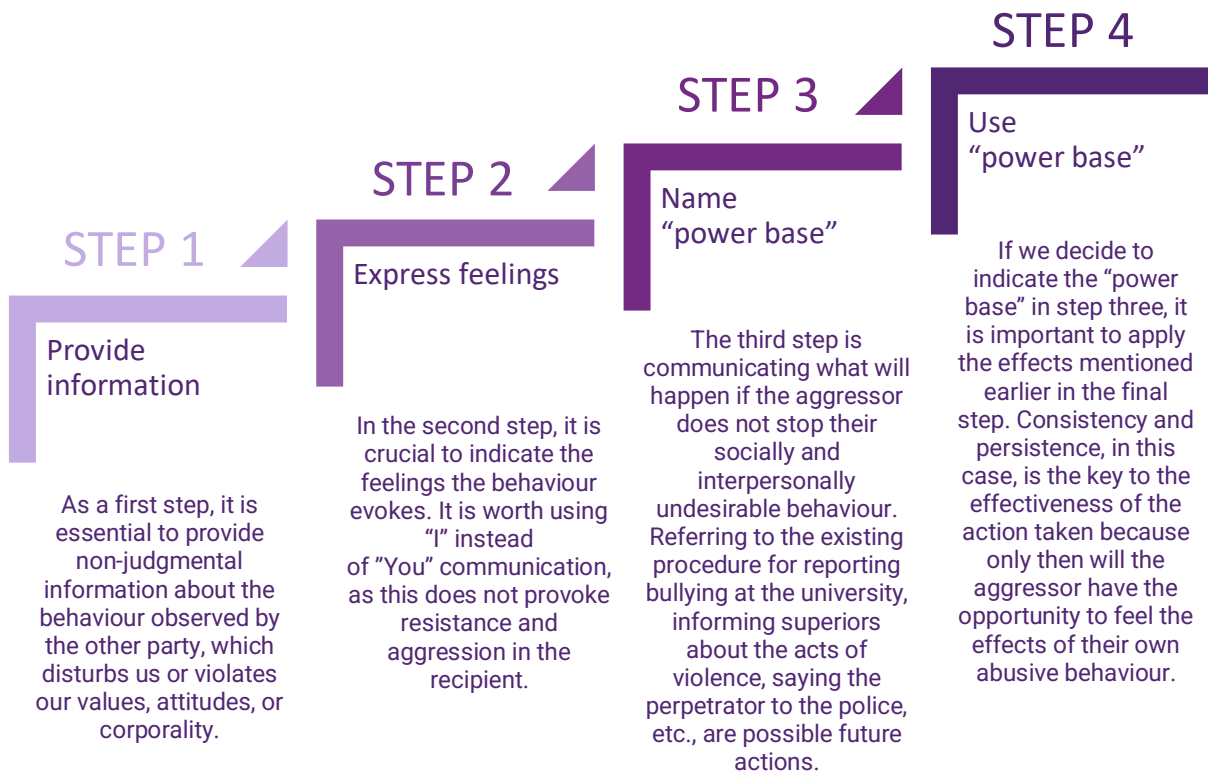 STEP 1
Provide
information
As a first step, it is
essential to provide
non-judgmental
information about the
behaviour observed by
the other party, which
disturbs us or violates
our values, attitudes, or
corporality.
STEP 2
Express feelings
In the second step, it is
crucial to indicate the
feelings the behaviour
evokes. It is worth using
“I” instead
of ”You” communication,
as this does not provoke
resistance and
aggression in the
recipient.
STEP 3
Name
“power base”
The third step is
communicating what will
happen if the aggressor
does not stop their
socially and
interpersonally
undesirable behaviour.
Referring to the existing
procedure for reporting
bullying at the university,
informing superiors
about the acts of
violence, saying the
perpetrator to the police,
etc., are possible future
actions.
STEP 4
Use
“power base”
If we decide to
indicate the “power
base” in step three, it
is important to apply
the effects mentioned
earlier in the final
step. Consistency and
persistence, in this
case, is the key to the
effectiveness of the
action taken because
only then will the
aggressor have the
opportunity to feel the
effects of their own
abusive behaviour.